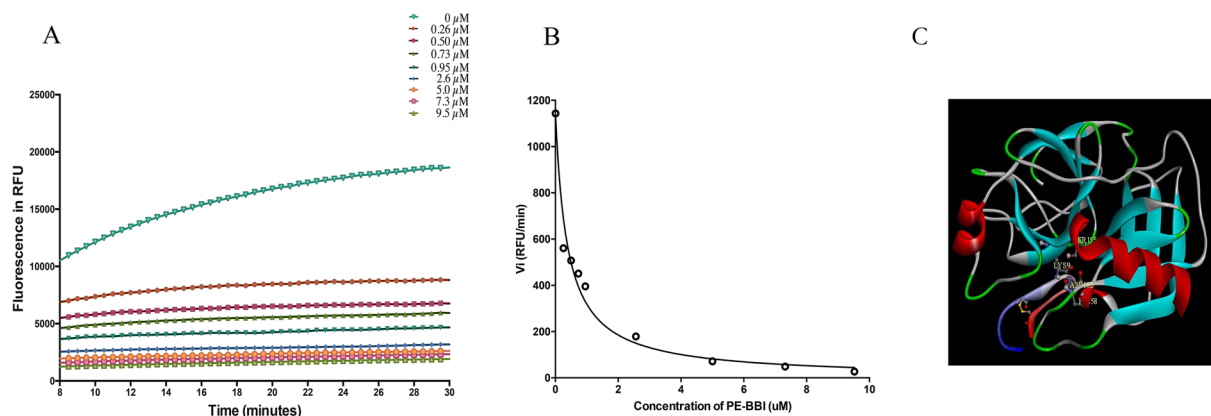 A
0 µM
0.26 µM
0.50 µM
0.73 µM
0.95 µM
2.6 µM
5.0 µM
7.3 µM
9.5 µM
Fluorescence in RFU
25000
20000
15000
10000
5000
0
8 10 12 14 16 18 20 22 24 26 28 30
Time (minutes)
B
Vi (RFU/min)
1200
1000
800
600
400
200
0
0 2 4 6 8 10
Concentration of PE-BBI (uM)
C
LYS9